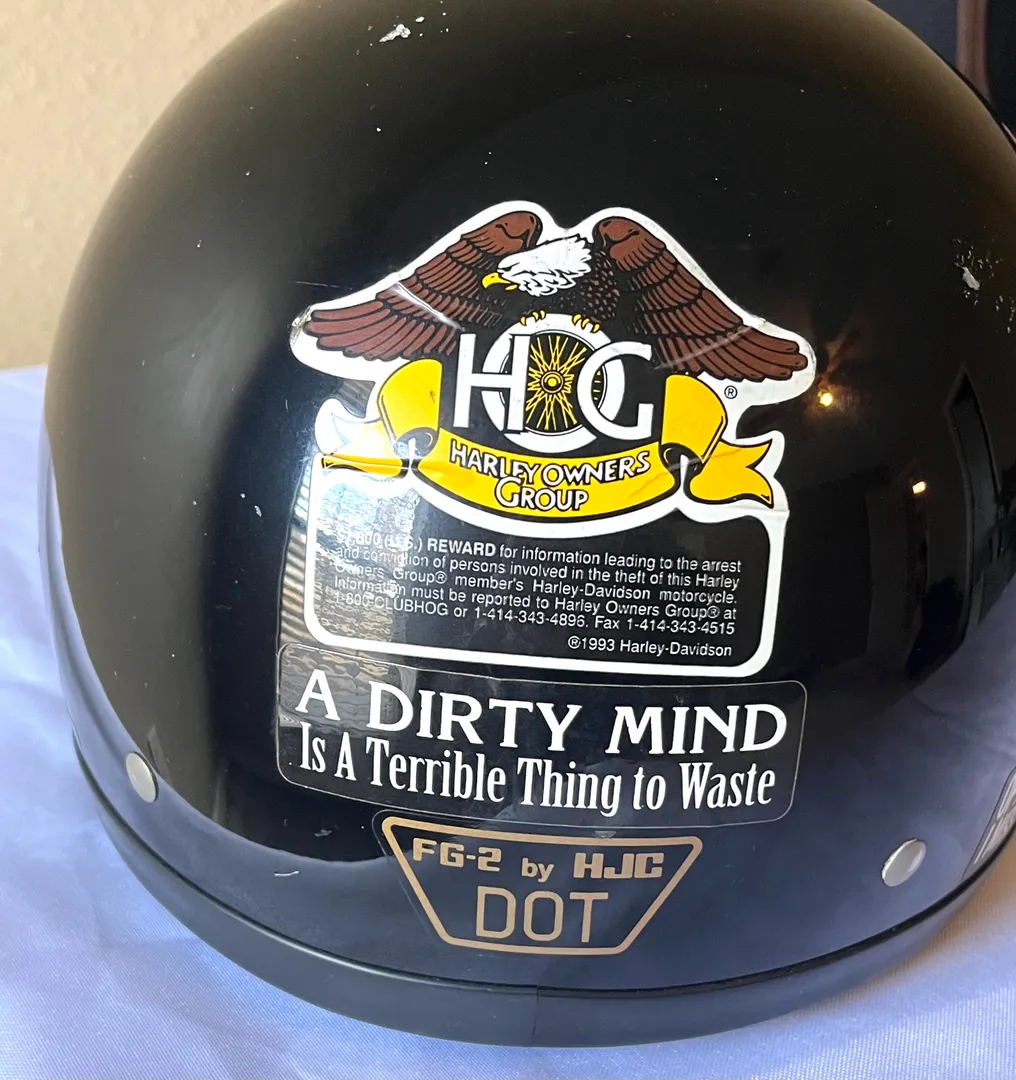 HOG ®
HARLEY OWNERS
GROUP
REWARD for information leading to the arrest
and conviction of persons involved in the theft of this Harley
Owners Group® member's Harley-Davidson motorcycle.
Information must be reported to Harley Owners Group® at
1-800-CLUBHOG or 1-414-343-4896. Fax 1-414-343-4515
®1993 Harley-Davidson
A DIRTY MIND
Is A Terrible Thing to Waste
FG-2 by HJC
DOT